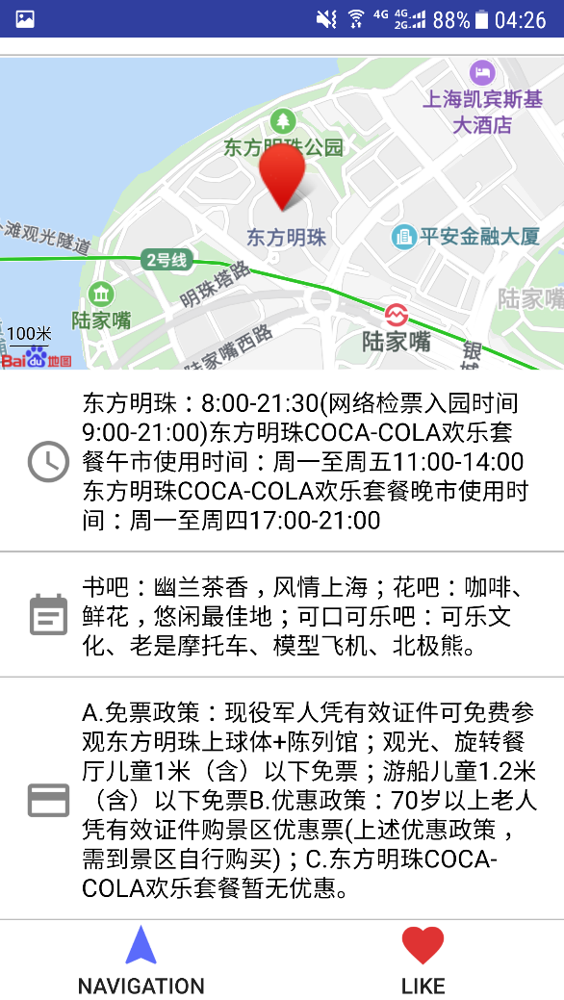 4G 4G 2G 88% 04:26
上海凯宾斯基
大酒店
东方明珠公园
东方明珠
平安金融大厦
滩观光隧道
2号线
明珠塔路
陆家嘴
陆家嘴
陆家嘴
陆家嘴西路
银城
100米
Bai du 地图
东方明珠：8:00-21:30(网络检票入园时间
9:00-21:00)东方明珠COCA-COLA欢乐套
餐午市使用时间：周一至周五11:00-14:00
东方明珠COCA-COLA欢乐套餐晚市使用时
间：周一至周四17:00-21:00
书吧：幽兰茶香，风情上海；花吧：咖啡、
鲜花，悠闲最佳地；可口可乐吧：可乐文
化、老是摩托车、模型飞机、北极熊。
A.免票政策：现役军人凭有效证件可免费参
观东方明珠上球体+陈列馆；观光、旋转餐
厅儿童1米（含）以下免票；游船儿童1.2米
（含）以下免票B.优惠政策：70岁以上老人
凭有效证件购景区优惠票(上述优惠政策，
需到景区自行购买)；C.东方明珠COCA-
COLA欢乐套餐暂无优惠。
NAVIGATION
LIKE